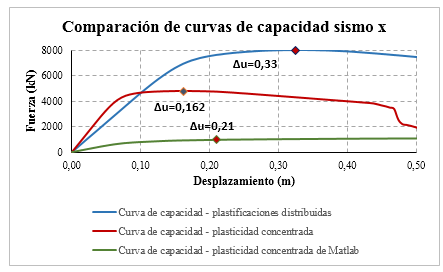 Comparación de curvas de capacidad sismo x
Fuerza (kN)
8000
6000
4000
2000
0
Δu=0,33
Δu=0,162
Δu=0,21
0,00 0,10 0,20 0,30 0,40 0,50
Desplazamiento (m)
Curva de capacidad - plastificaciones distribuidas
Curva de capacidad - plasticidad concentrada
Curva de capacidad - plasticidad concentrada de Matlab